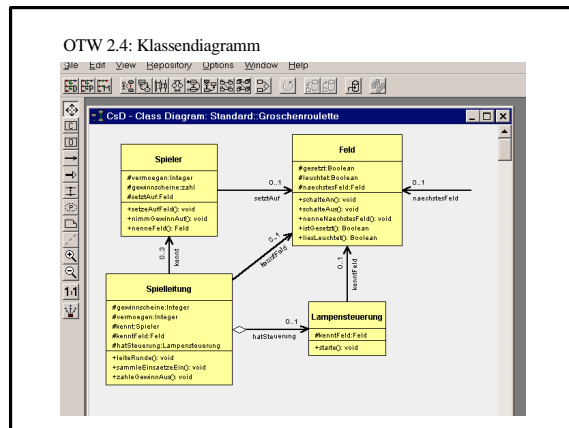 OTW 2.4: Klassendiagramm
File Edit View Repository Options Window Help
CsD - Class Diagram: Standard::Groschenroulette
Spieler
#vermoegen:Integer
#gewinnscheine:zahl
#setztAuf:Feld
+setzeAufFeld(): void
+nimmGewinnAuf(): void
+nenneFeld(): Feld
0..1
setztAuf
Feld
#gesetzt:Boolean
#leuchtet:Boolean
#naechstesFeld:Feld
+schalteAn(): void
+schalteAus(): void
+nenneNaechstesFeld(): void
+istGesetzt(): Boolean
+liesLeuchtet(): Boolean
0..1
naechstesFeld
0..3
kennt
0..1
kenntFeld
0..1
kenntFeld
Spielleitung
#gewinnscheine:Integer
#vermoegen:Integer
#kennt:Spieler
#kenntFeld:Feld
#hatSteuerung:Lampensteuerung
+leiteRunde(): void
+sammleEinsaetzeEin(): void
+zahleGewinnAus(): void
0..1
hatSteuerung
Lampensteuerung
#kenntFeld:Feld
+starte(): void
1:1